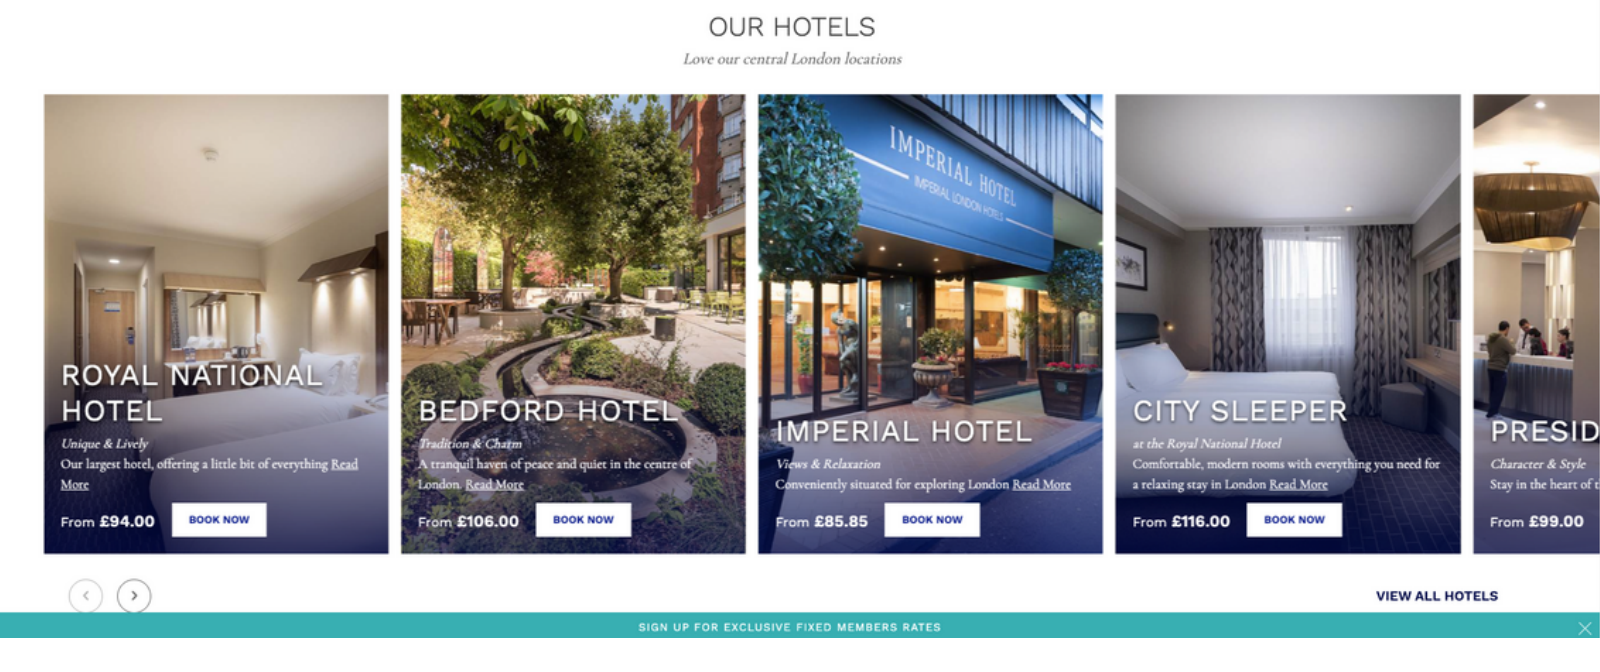 OUR HOTELS
Love our central London locations
ROYAL NATIONAL
HOTEL
Unique & Lively
Our largest hotel, offering a little bit of everything Read
More
From £94.00 BOOK NOW
BEDFORD HOTEL
Tradition & Charm
A tranquil haven of peace and quiet in the centre of
London. Read More
From £106.00 BOOK NOW
IMPERIAL HOTEL
IMPERIAL LONDON HOTELS
IMPERIAL HOTEL
Views & Relaxation
Conveniently situated for exploring London Read More
From £85.85 BOOK NOW
CITY SLEEPER
at the Royal National Hotel
Comfortable, modern rooms with everything you need for
a relaxing stay in London Read More
From £116.00 BOOK NOW
PRESID
Character & Style
Stay in the heart of
From £99.00
VIEW ALL HOTELS
SIGN UP FOR EXCLUSIVE FIXED MEMBERS RATES